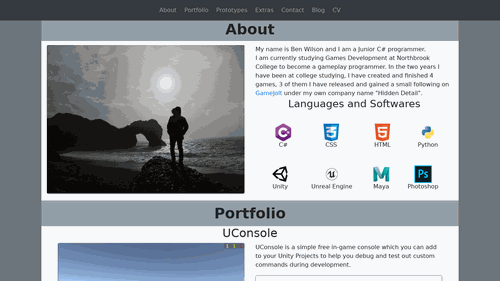 About Portfolio Prototypes Extras Contact Blog CV
About
My name is Ben Wilson and I am a Junior C# programmer.
I am currently studying Games Development at Northbrook
College to become a gameplay programmer. In the two years I
have been at college studying, I have created and finished 4
games, 3 of them I have released and gained a small following on
GameJolt under my own company name "Hidden Detail".
Languages and Softwares
C# CSS HTML Python
Unity Unreal Engine Maya Photoshop
Portfolio
UConsole
UConsole is a simple free in-game console which you can add
to your Unity Projects to help you debug and test out custom
commands during development.